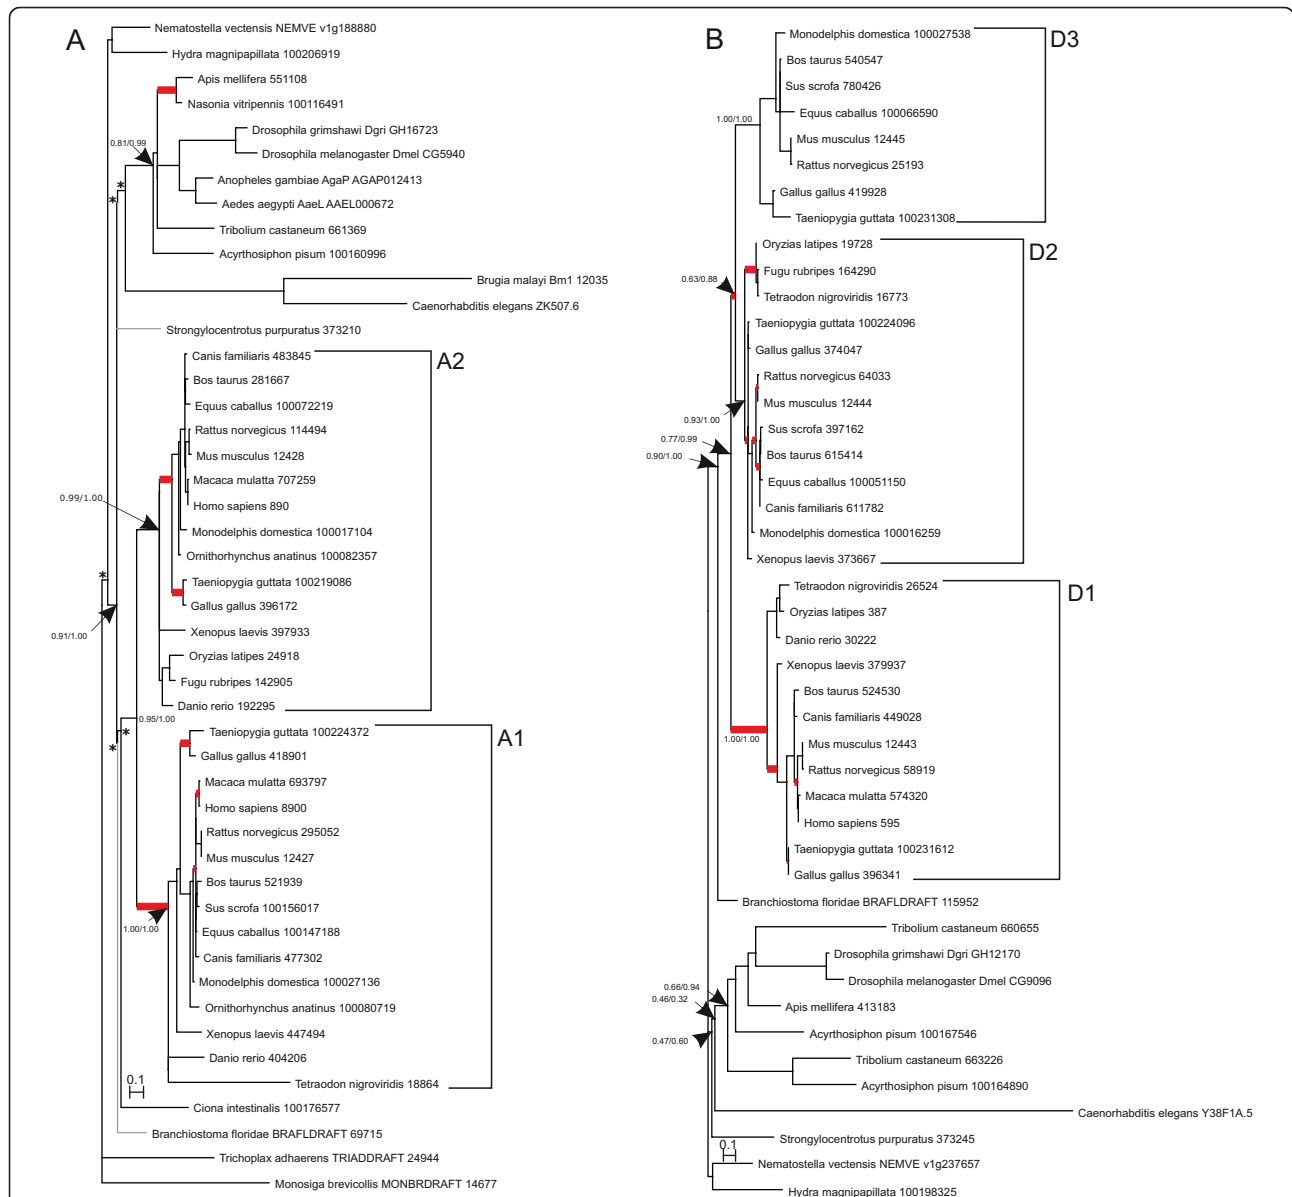 A
Nematostella vectensis NEMVE v1g188880
Hydra magnipapillata 100206919
Apis mellifera 551108
Nasonia vitripennis 100116491
Drosophila grimshawi Dgri GH16723
0.81/0.99
Drosophila melanogaster Dmel CG5940
Anopheles gambiae AgaP AGAP012413
*
*
Aedes aegypti AaeL AAEL000672
Tribolium castaneum 661369
Acyrthosiphon pisum 100160996
Brugia malayi Bm1 12035
Caenorhabditis elegans ZK507.6
Strongylocentrotus purpuratus 373210
A2
Canis familiaris 483845
Bos taurus 281667
Equus caballus 100072219
Rattus norvegicus 114494
Mus musculus 12428
Macaca mulatta 707259
0.99/1.00
Homo sapiens 890
Monodelphis domestica 100017104
Ornithorhynchus anatinus 100082357
*
Taeniopygia guttata 100219086
Gallus gallus 396172
0.91/1.00
Xenopus laevis 397933
Oryzias latipes 24918
Fugu rubripes 142905
Danio rerio 192295
0.95/1.00
*
*
A1
Taeniopygia guttata 100224372
Gallus gallus 418901
Macaca mulatta 693797
Homo sapiens 8900
Rattus norvegicus 295052
Mus musculus 12427
Bos taurus 521939
Sus scrofa 100156017
1.00/1.00
Equus caballus 100147188
Canis familiaris 477302
Monodelphis domestica 100027136
Ornithorhynchus anatinus 100080719
Xenopus laevis 447494
Danio rerio 404206
Tetraodon nigroviridis 18864
0.1
Ciona intestinalis 100176577
Branchiostoma floridae BRAFLDRAFT 69715
Trichoplax adhaerens TRIADDRAFT 24944
Monosiga brevicollis MONBRDRAFT 14677
B
D3
Monodelphis domestica 100027538
Bos taurus 540547
Sus scrofa 780426
Equus caballus 100066590
1.00/1.00
Mus musculus 12445
Rattus norvegicus 25193
Gallus gallus 419928
Taeniopygia guttata 100231308
D2
Oryzias latipes 19728
Fugu rubripes 164290
0.63/0.88
Tetraodon nigroviridis 16773
Taeniopygia guttata 100224096
Gallus gallus 374047
Rattus norvegicus 64033
Mus musculus 12444
0.93/1.00
Sus scrofa 397162
0.77/0.99
Bos taurus 615414
0.90/1.00
Equus caballus 100051150
Canis familiaris 611782
Monodelphis domestica 100016259
Xenopus laevis 373667
D1
Tetraodon nigroviridis 26524
Oryzias latipes 387
Danio rerio 30222
Xenopus laevis 379937
Bos taurus 524530
Canis familiaris 449028
1.00/1.00
Mus musculus 12443
Rattus norvegicus 58919
Macaca mulatta 574320
Homo sapiens 595
Taeniopygia guttata 100231612
Gallus gallus 396341
Branchiostoma floridae BRAFLDRAFT 115952
Tribolium castaneum 660655
Drosophila grimshawi Dgri GH12170
Drosophila melanogaster Dmel CG9096
0.66/0.94
0.46/0.32
Apis mellifera 413183
Acyrthosiphon pisum 100167546
0.47/0.60
Tribolium castaneum 663226
Acyrthosiphon pisum 100164890
Caenorhabditis elegans Y38F1A.5
Strongylocentrotus purpuratus 373245
0.1
Nematostella vectensis NEMVE v1g237657
Hydra magnipapillata 100198325